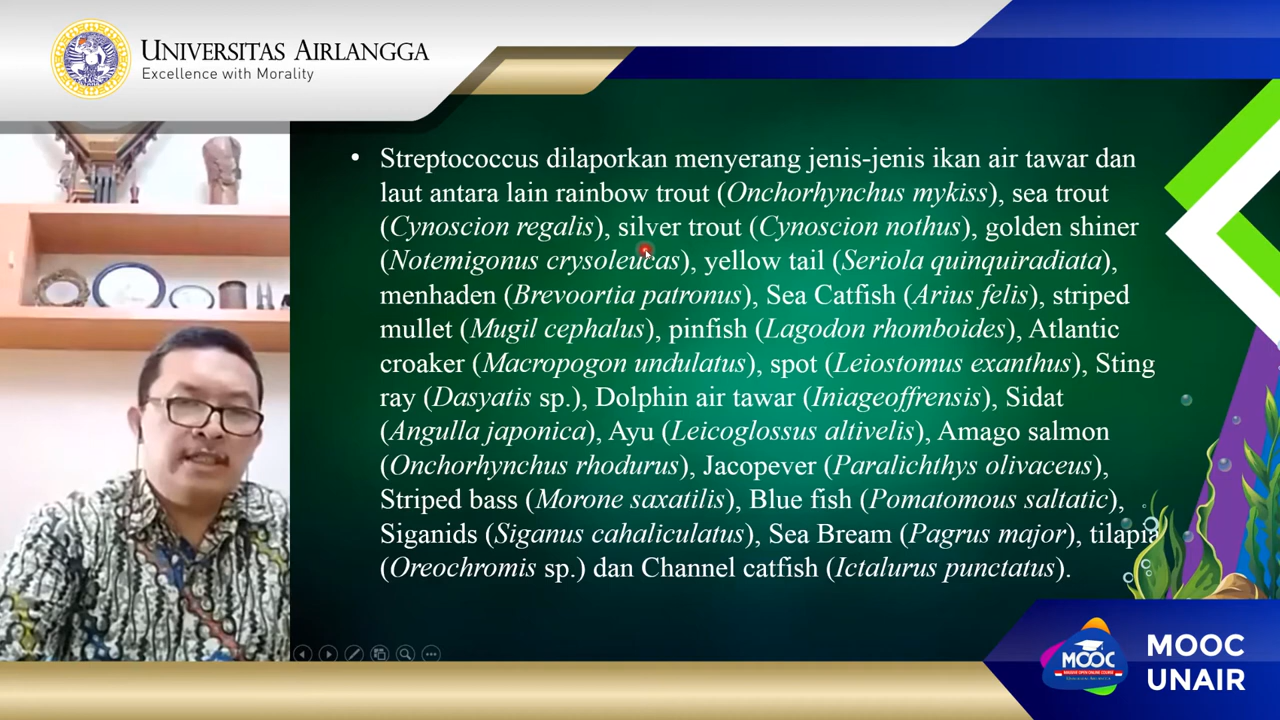 UNIVERSITAS AIRLANGGA
Excellence with Morality
• Streptococcus dilaporkan menyerang jenis-jenis ikan air tawar dan
laut antara lain rainbow trout (Onchorhynchus mykiss), sea trout
(Cynoscion regalis), silver trout (Cynoscion nothus), golden shiner
(Notemigonus crysoleucas), yellow tail (Seriola quinquiradiata),
menhaden (Brevoortia patronus), Sea Catfish (Arius felis), striped
mullet (Mugil cephalus), pinfish (Lagodon rhomboides), Atlantic
croaker (Macropogon undulatus), spot (Leiostomus exanthus), Sting
ray (Dasyatis sp.), Dolphin air tawar (Iniageoffrensis), Sidat
(Angulla japonica), Ayu (Leicoglossus altivelis), Amago salmon
(Onchorhynchus rhodurus), Jacopever (Paralichthys olivaceus),
Striped bass (Morone saxatilis), Blue fish (Pomatomous saltatic),
Siganids (Siganus cahaliculatus), Sea Bream (Pagrus major), tilapia
(Oreochromis sp.) dan Channel catfish (Ictalurus punctatus).
MOOC
MOOC
UNAIR